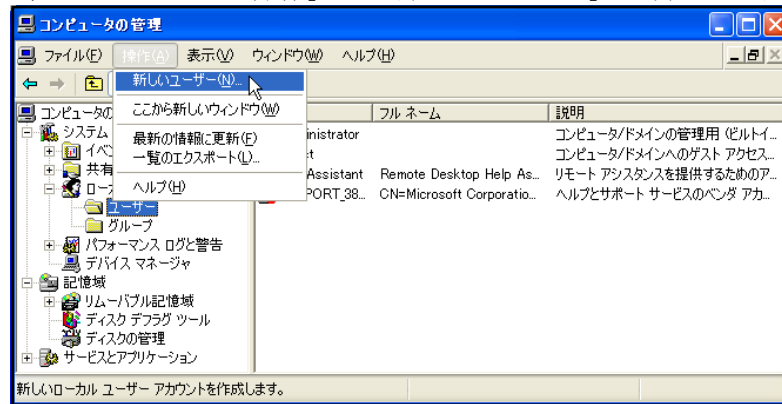 コンピュータの管理
ファイル(F) 操作(A) 表示(V) ウィンドウ(W) ヘルプ(H)
新しいユーザー(N)...
ここから新しいウィンドウ(W)
最新の情報に更新(F)
一覧のエクスポート(L)...
ヘルプ(H)
コンピュータの
システム
イベ
共有
ローカ
ユーザー
グループ
パフォーマンス ログと警告
デバイス マネージャ
記憶域
リムーバブル記憶域
ディスク デフラグ ツール
ディスクの管理
サービスとアプリケーション
フル ネーム 説明
inistrator コンピュータ/ドメインの管理用 (ビルトイ...
t コンピュータ/ドメインへのゲスト アクセス...
Assistant Remote Desktop Help As... リモート アシスタンスを提供するためのア...
PORT_38... CN=Microsoft Corporatio... ヘルプとサポート サービスのベンダ アカ...
新しいローカル ユーザー アカウントを作成します。